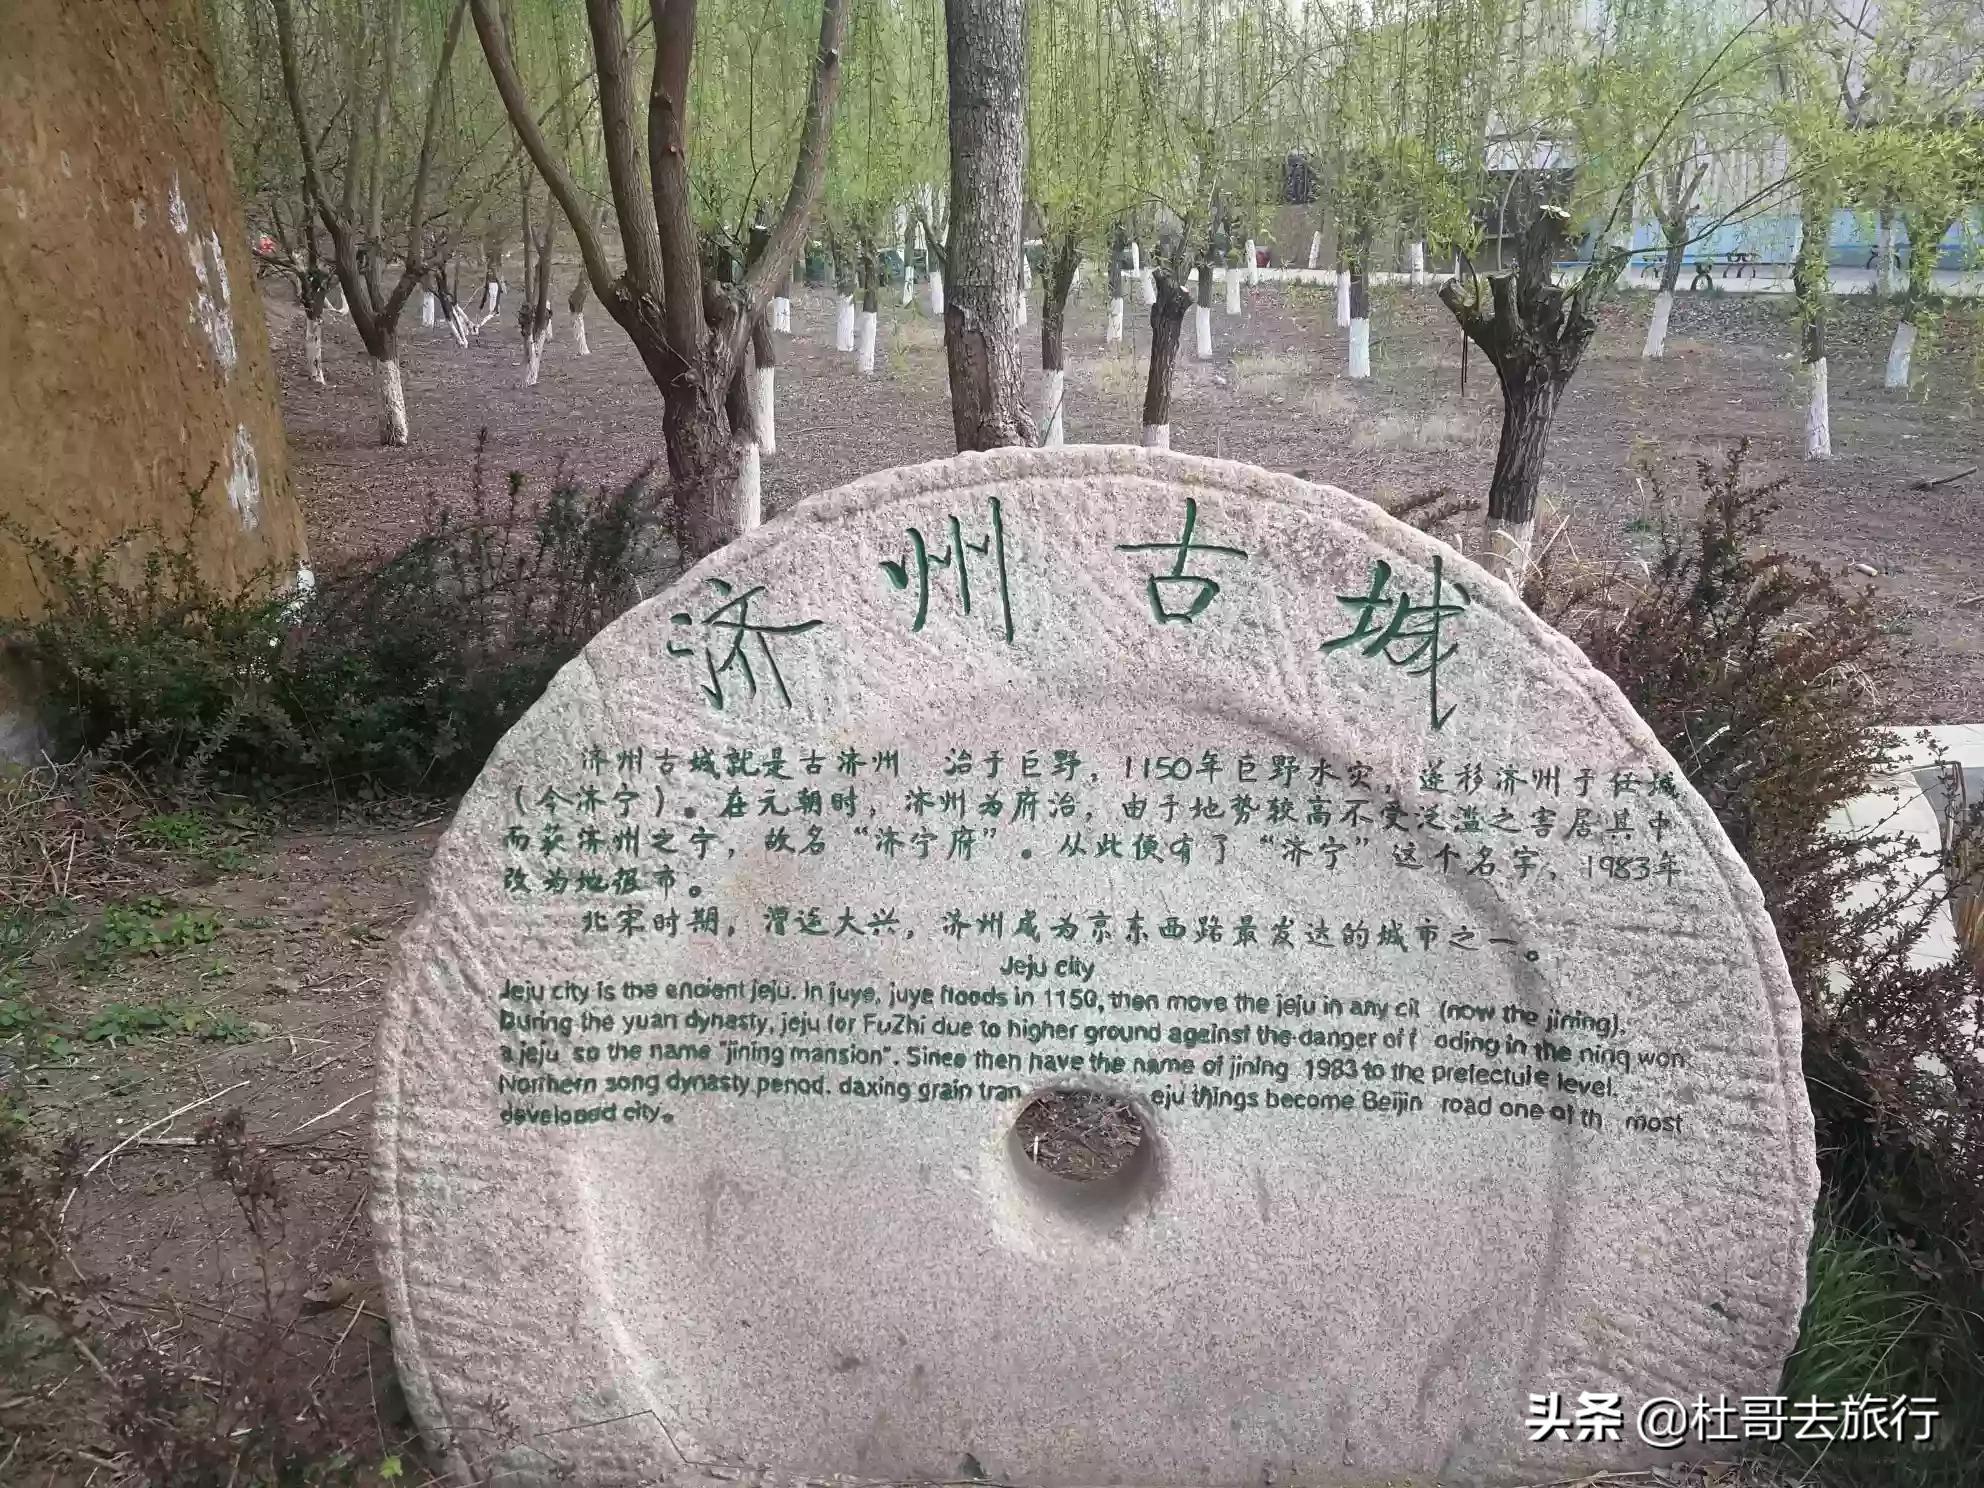 济州古城
济州古城就是古济州 治于巨野，1150年巨野水灾，遂移济州于任城
（今济宁）。在元朝时，济州为府治，由于地势较高不受泛滥之害居其中
而获济州之宁，故名“济宁府”。从此便有了“济宁”这个名字，1983年
改为地级市。
北宋时期，漕运大兴，济州成为京东西路最发达的城市之一。
Jeju city
Jeju city is the encient jeju. In juye, juye floods in 1150, then move the jeju in any cit (now the jining).
During the yuan dynasty, jeju for FuZhi due to higher ground against the danger of f oding in the ning won
a jeju so the name "jining mansion". Since then have the name of jining 1983 to the prefecture level.
Northern song dynasty period. daxing grain tran eju things become Beijin road one of th most
developed city。
头条 @杜哥去旅行